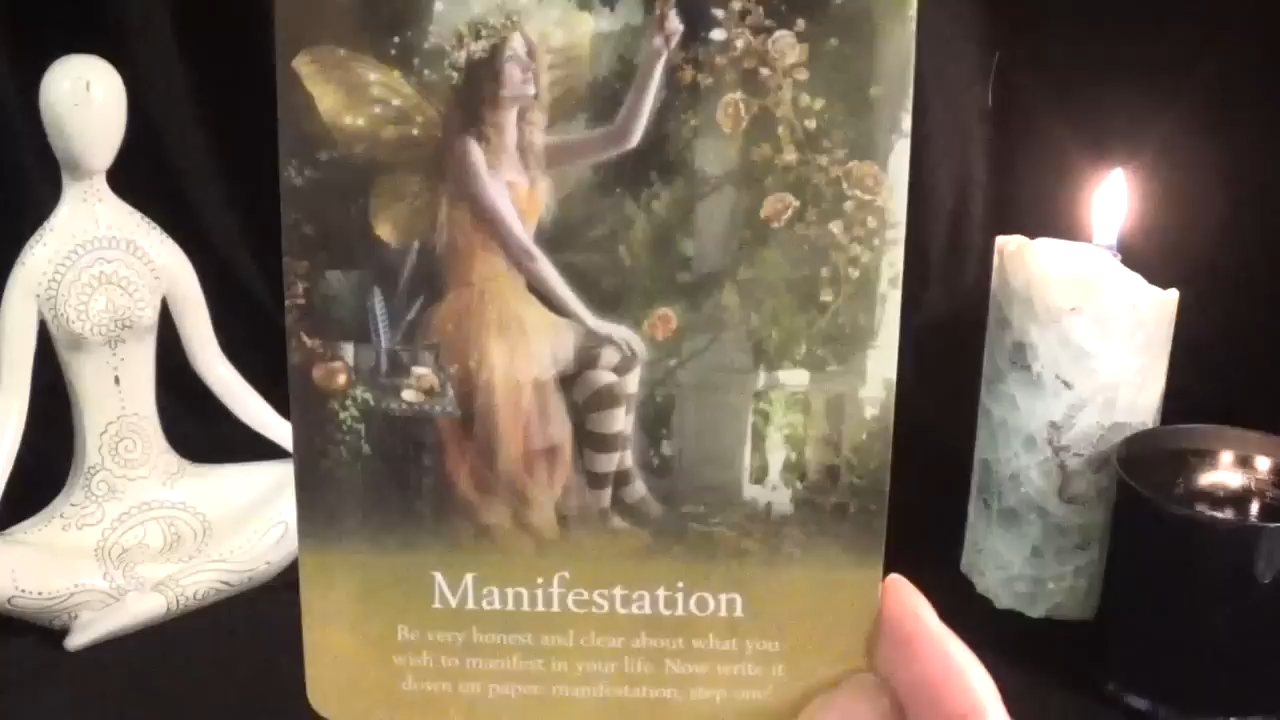 Manifestation
Be very honest and clear about what you
wish to manifest in your life. Now write it
down on paper: manifestation, step one!